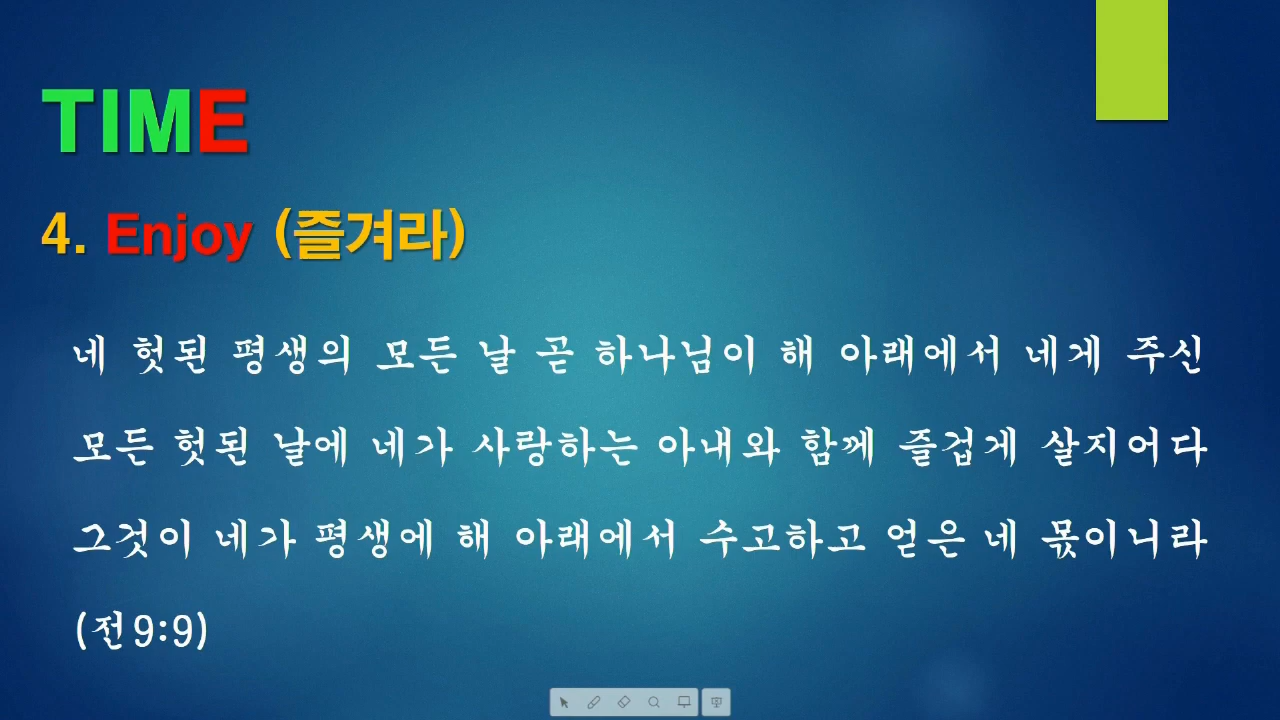 TIME
4. Enjoy (즐겨라)
네 헛된 평생의 모든 날 곧 하나님이 해 아래에서 네게 주신
모든 헛된 날에 네가 사랑하는 아내와 함께 즐겁게 살지어다
그것이 네가 평생에 해 아래에서 수고하고 얻은 네 몫이니라
(전9:9)